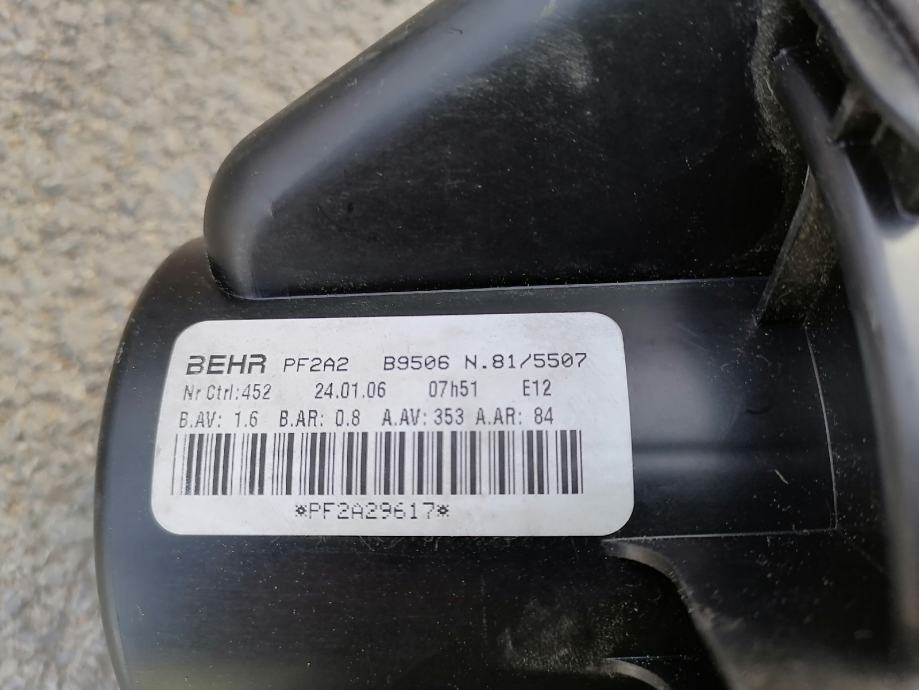 BEHR PF2A2 B9506 N.81/5507
Nr Ctrl:452 24.01.06 07h51 E12
B.AV: 1.6 B.AR: 0.8 A.AV: 353 A.AR: 84
*PF2A29617*